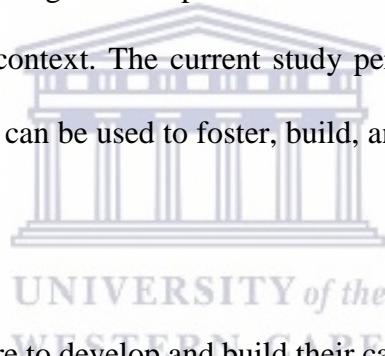 context. The current study pe
can be used to foster, build, a
UNIVERSITY of the
re to develop and build their ca
WESTERN CAPE